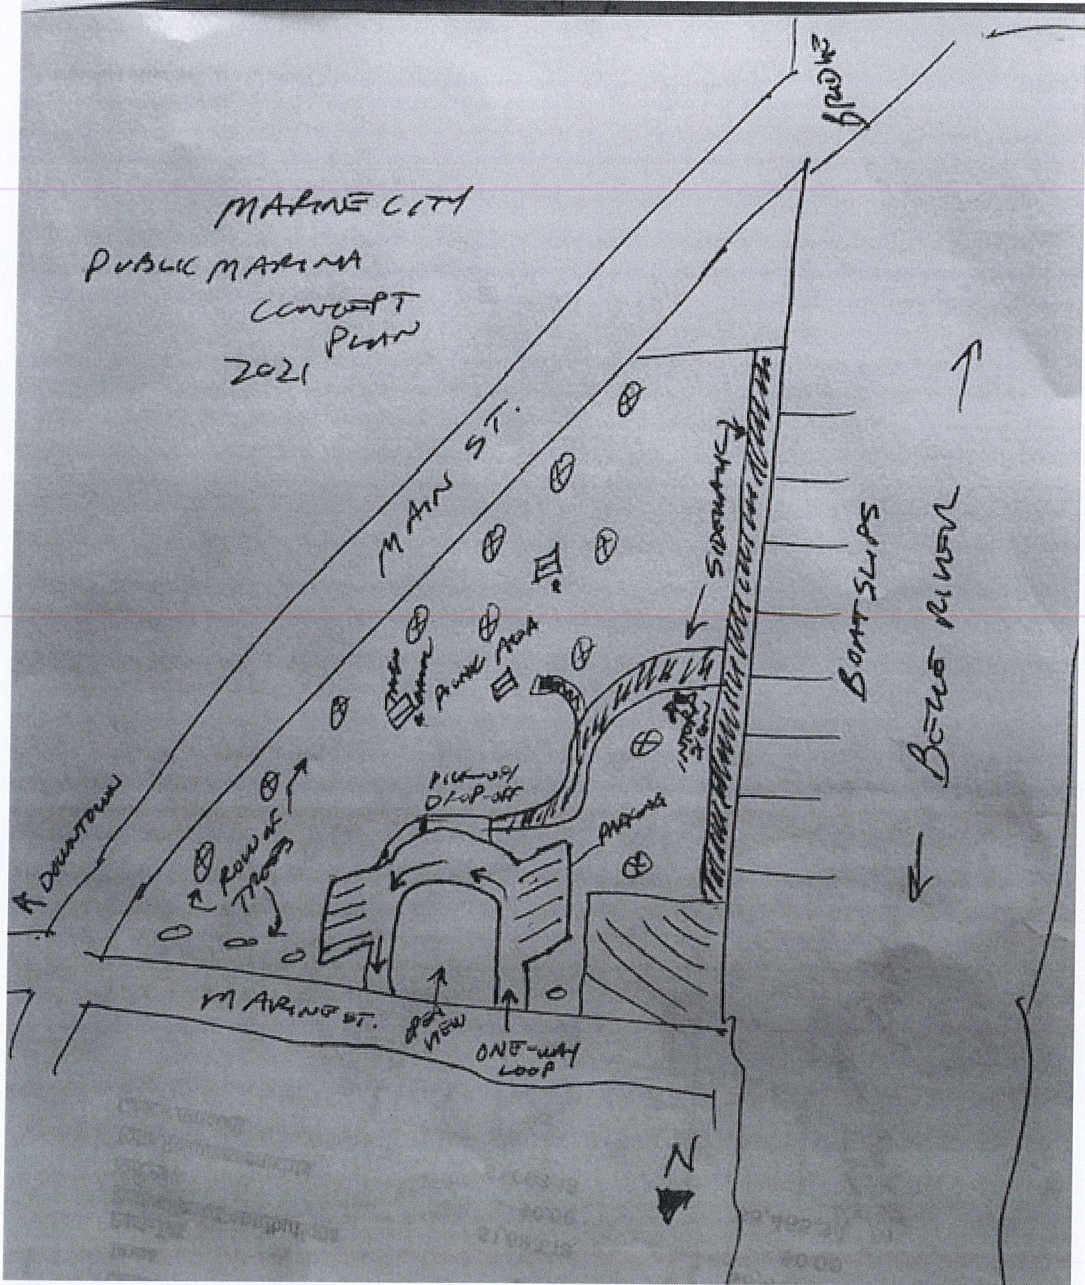 BRIDGE
MARINE CITY
PUBLIC MARINA
CONCEPT
PLAN
2021
MAIN ST.
SIDEWALK
BOAT SLIPS
BELLE RIVER
PICNIC AREA
PICK-UP/
DROP-OFF
PARKING
DOWNTOWN
ROW OF
TREES
MARINE ST.
VIEW
ONE-WAY
LOOP
N